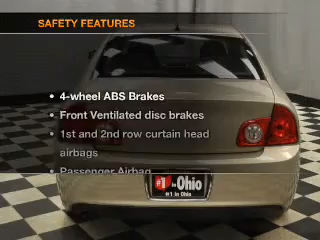 SAFETY FEATURES
• 4-wheel ABS Brakes
• Front Ventilated disc brakes
• 1st and 2nd row curtain head
airbags
• Passenger Airbag
#1 in Ohio
#1 in Ohio